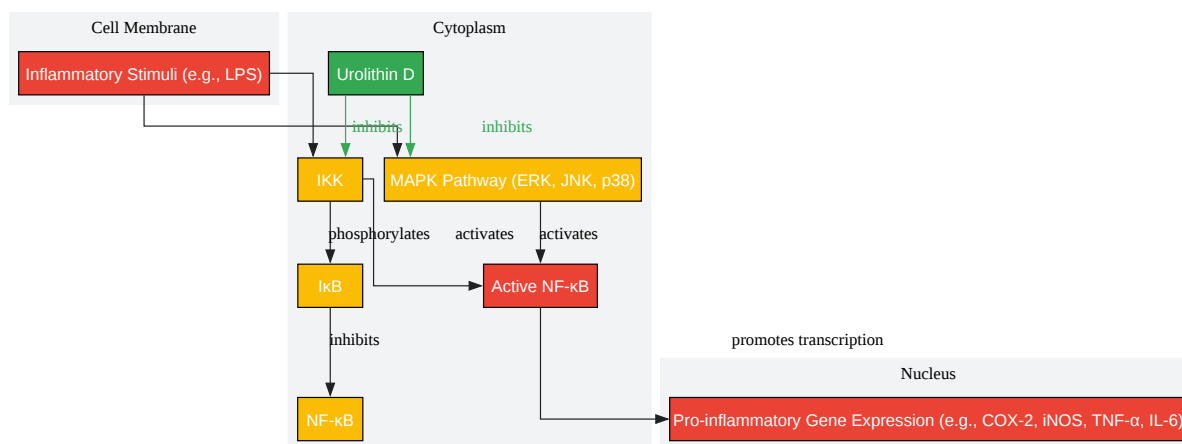 Cell Membrane
Cytoplasm
Inflammatory Stimuli (e.g., LPS)
Urolithin D
inhibits
inhibits
IKK
MAPK Pathway (ERK, JNK, p38)
phosphorylates
activates
activates
IκB
Active NF-κB
inhibits
promotes transcription
Nucleus
NF-κB
Pro-inflammatory Gene Expression (e.g., COX-2, iNOS, TNF-α, IL-6)